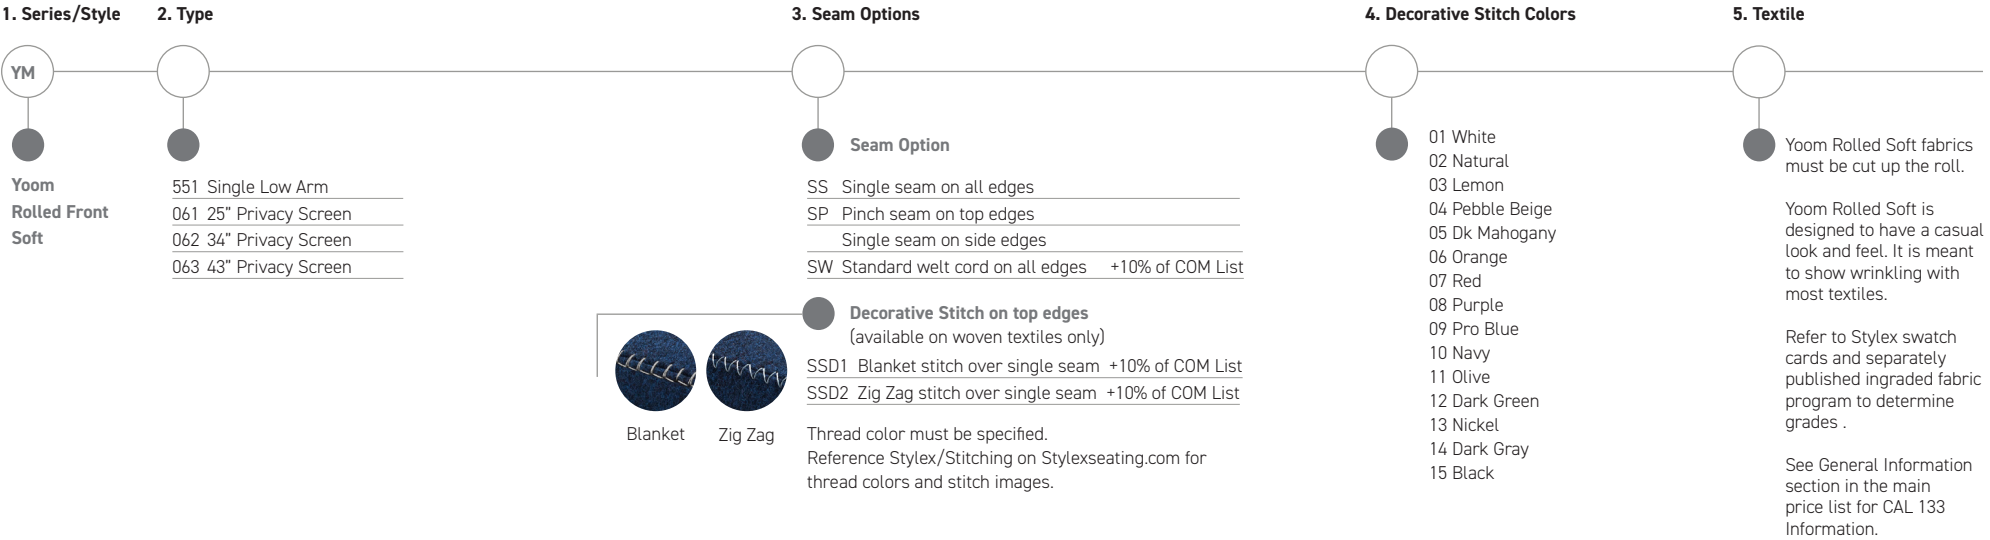 1. Series/Style
YM
Yoom
Rolled Front
Soft
2. Type
551 Single Low Arm
061 25" Privacy Screen
062 34" Privacy Screen
063 43" Privacy Screen
3. Seam Options
Seam Option
SS Single seam on all edges
SP Pinch seam on top edges
Single seam on side edges
SW Standard welt cord on all edges +10% of COM List
Decorative Stitch on top edges
(available on woven textiles only)
SSD1 Blanket stitch over single seam +10% of COM List
SSD2 Zig Zag stitch over single seam +10% of COM List
Blanket
Zig Zag
Thread color must be specified.
Reference Stylex/Stitching on Stylexseating.com for
thread colors and stitch images.
4. Decorative Stitch Colors
01 White
02 Natural
03 Lemon
04 Pebble Beige
05 Dk Mahogany
06 Orange
07 Red
08 Purple
09 Pro Blue
10 Navy
11 Olive
12 Dark Green
13 Nickel
14 Dark Gray
15 Black
5. Textile
Yoom Rolled Soft fabrics
must be cut up the roll.
Yoom Rolled Soft is
designed to have a casual
look and feel. It is meant
to show wrinkling with
most textiles.
Refer to Stylex swatch
cards and separately
published ingraded fabric
program to determine
grades .
See General Information
section in the main
price list for CAL 133
Information.